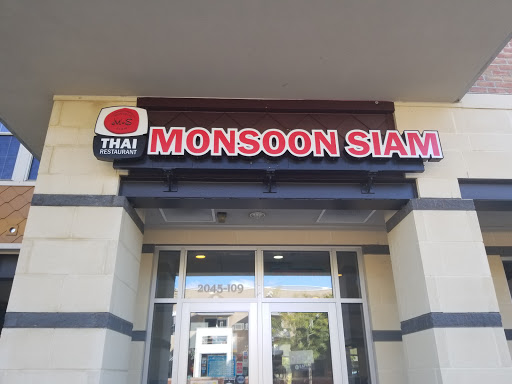 M&S
THAI
RESTAURANT
MONSOON SIAM
2045-109